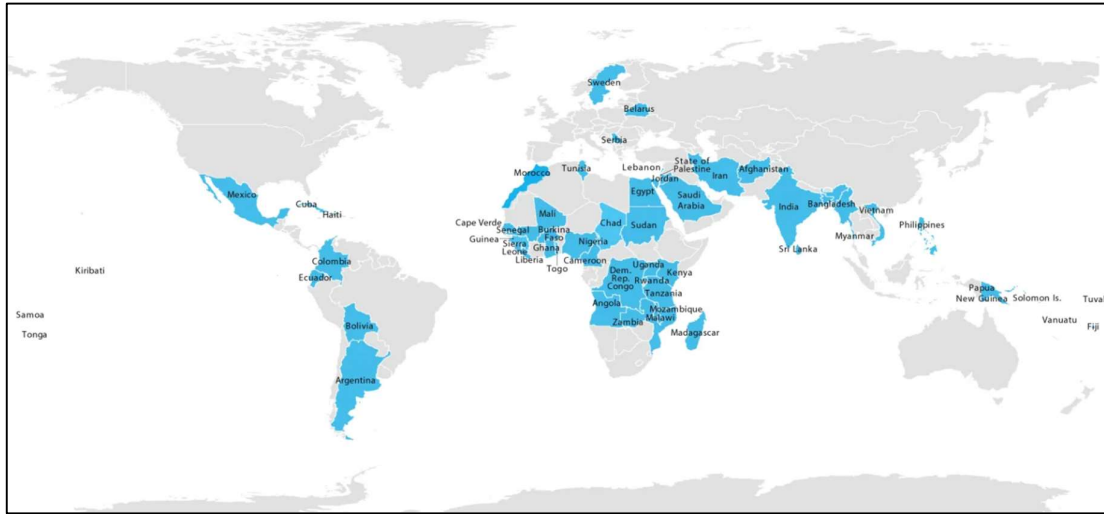 Sweden
Belarus
Serbia
Morocco
Tunisia
Lebanon
State of
Palestine
Jordan
Iran
Afghanistan
Egypt
Saudi
Arabia
India
Bangladesh
Vietnam
Myanmar
Philippines
Sri Lanka
Mexico
Cuba
Haiti
Cape Verde
Senegal
Guinea
Sierra
Leone
Liberia
Mali
Burkina
Faso
Ghana
Togo
Nigeria
Cameroon
Chad
Sudan
Uganda
Kenya
Dem.
Rep.
Congo
Rwanda
Tanzania
Angola
Zambia
Mozambique
Malawi
Madagascar
Colombia
Ecuador
Bolivia
Argentina
Kiribati
Samoa
Tonga
Papua
New Guinea
Solomon Is.
Tuval
Vanuatu
Fiji